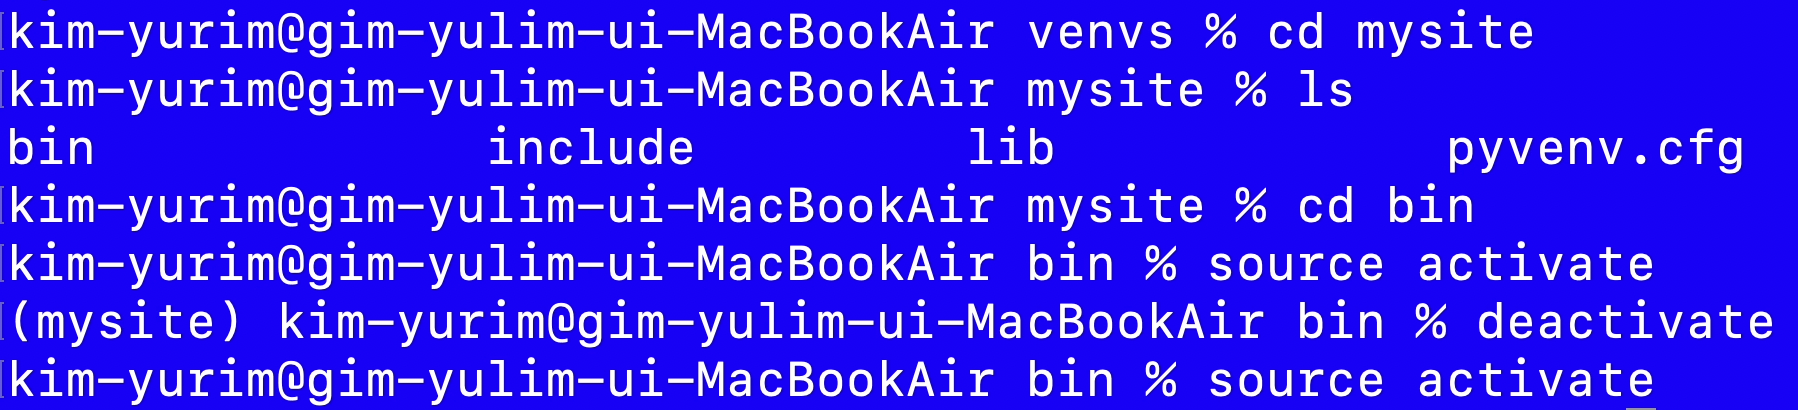 kim-yurim@gim-yulim-ui-MacBookAir venvs % cd mysite
kim-yurim@gim-yulim-ui-MacBookAir mysite % ls
bin include lib pyvenv.cfg
kim-yurim@gim-yulim-ui-MacBookAir mysite % cd bin
kim-yurim@gim-yulim-ui-MacBookAir bin % source activate
(mysite) kim-yurim@gim-yulim-ui-MacBookAir bin % deactivate
kim-yurim@gim-yulim-ui-MacBookAir bin % source activate